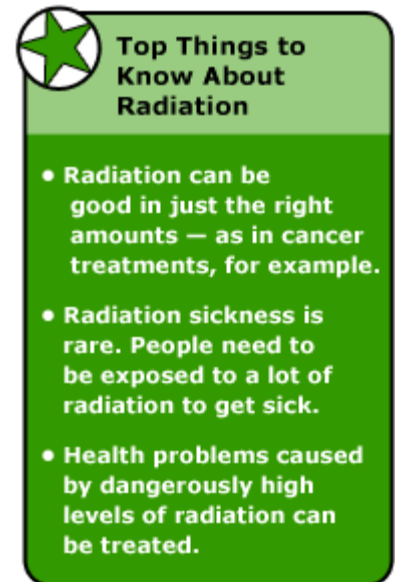 Top Things to
Know About
Radiation
• Radiation can be
good in just the right
amounts — as in cancer
treatments, for example.
• Radiation sickness is
rare. People need to
be exposed to a lot of
radiation to get sick.
• Health problems caused
by dangerously high
levels of radiation can
be treated.